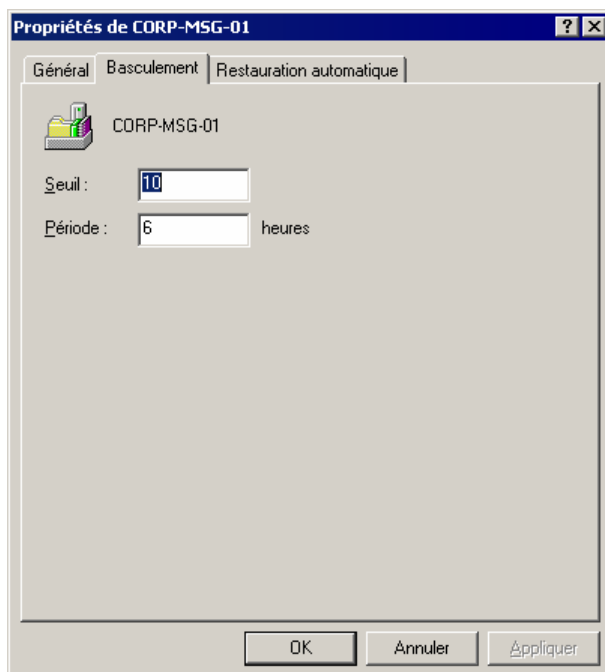 Propriétés de CORP-MSG-01
Général Basculement Restauration automatique
CORP-MSG-01
Seuil : 10
Période : 6 heures
OK Annuler Appliquer